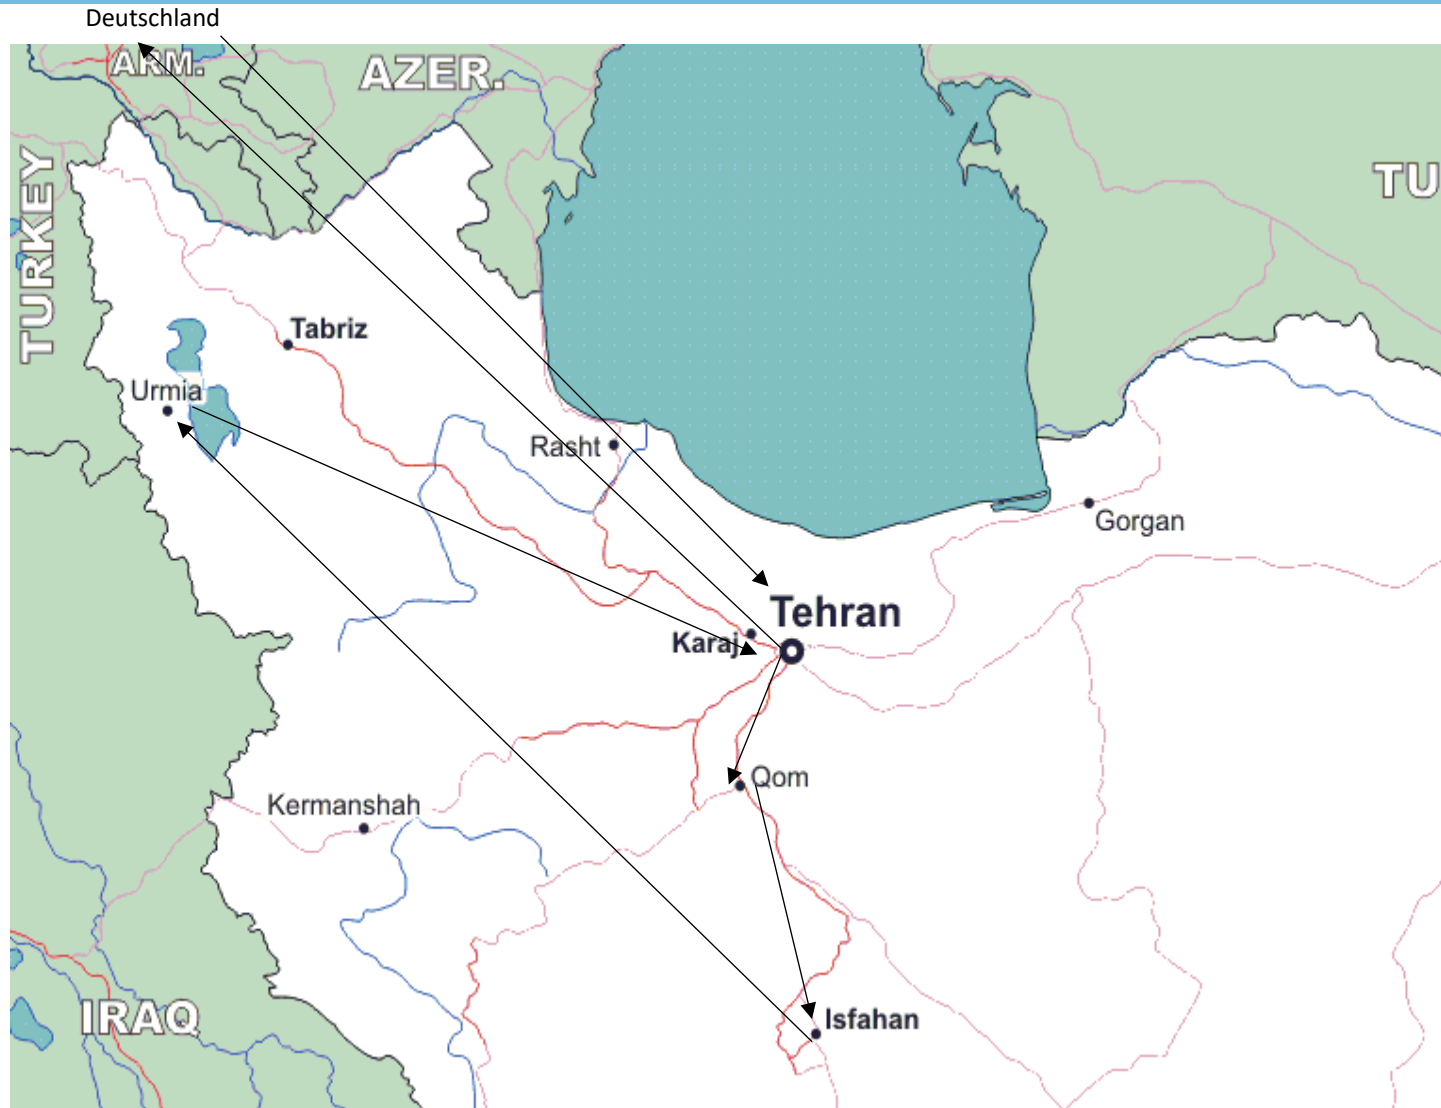 Deutschland
ARM.
AZER.
TURKEY
TU
Tabriz
Urmia
Rasht
Gorgan
Tehran
Karaj
Qom
Kermanshah
Isfahan
IRAQ